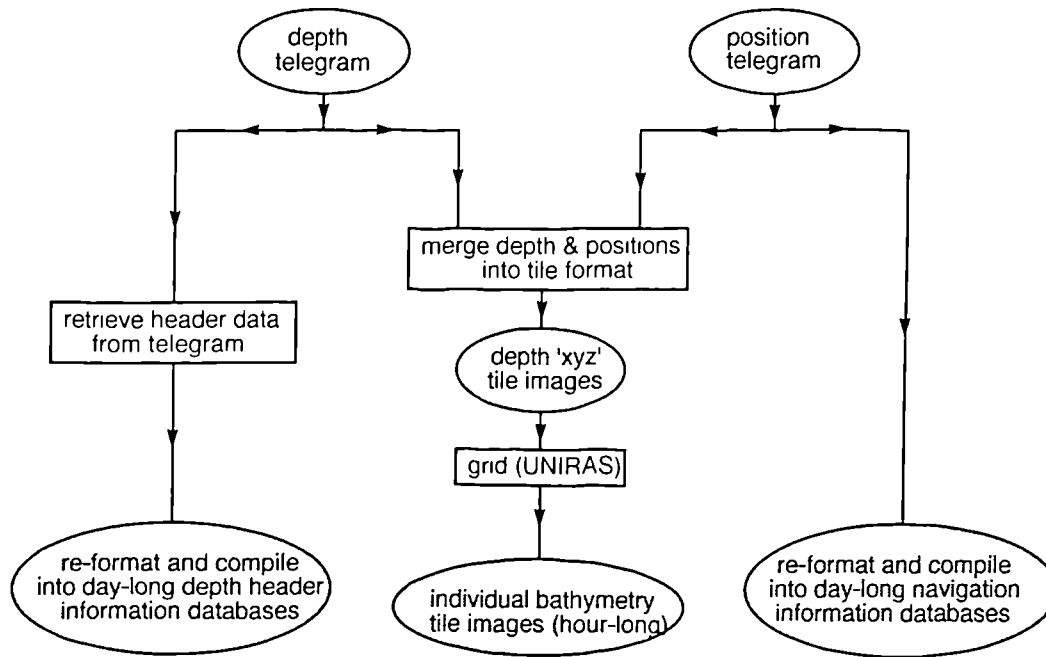 depth
telegram
position
telegram
merge depth & positions
into tile format
retrieve header data
from telegram
depth 'xyz'
tile images
grid (UNIRAS)
re-format and compile
into day-long depth header
information databases
individual bathymetry
tile images (hour-long)
re-format and compile
into day-long navigation
information databases